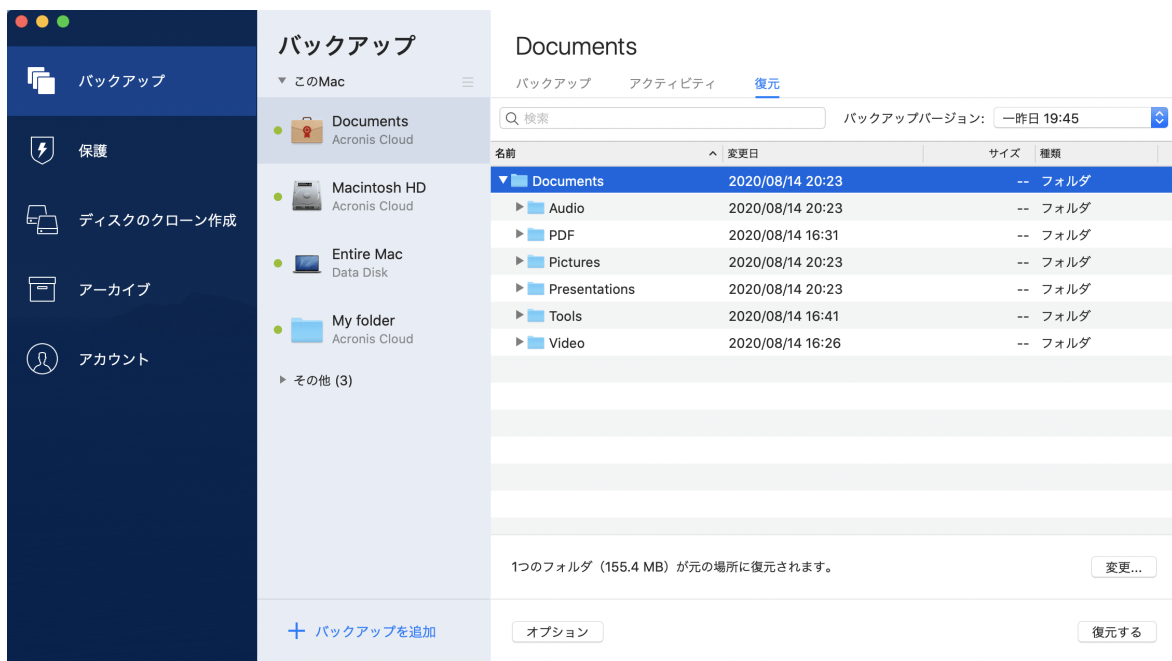 バックアップ
保護
ディスクのクローン作成
アーカイブ
アカウント
バックアップ
このMac
Documents
Acronis Cloud
Macintosh HD
Acronis Cloud
Entire Mac
Data Disk
My folder
Acronis Cloud
その他 (3)
バックアップを追加
Documents
バックアップ アクティビティ 復元
検索 バックアップバージョン: 一昨日 19:45
名前 変更日 サイズ 種類
Documents 2020/08/14 20:23 -- フォルダ
Audio 2020/08/14 20:23 -- フォルダ
PDF 2020/08/14 16:31 -- フォルダ
Pictures 2020/08/14 20:23 -- フォルダ
Presentations 2020/08/14 20:23 -- フォルダ
Tools 2020/08/14 16:41 -- フォルダ
Video 2020/08/14 16:26 -- フォルダ
1つのフォルダ（155.4 MB）が元の場所に復元されます。 変更...
オプション 復元する